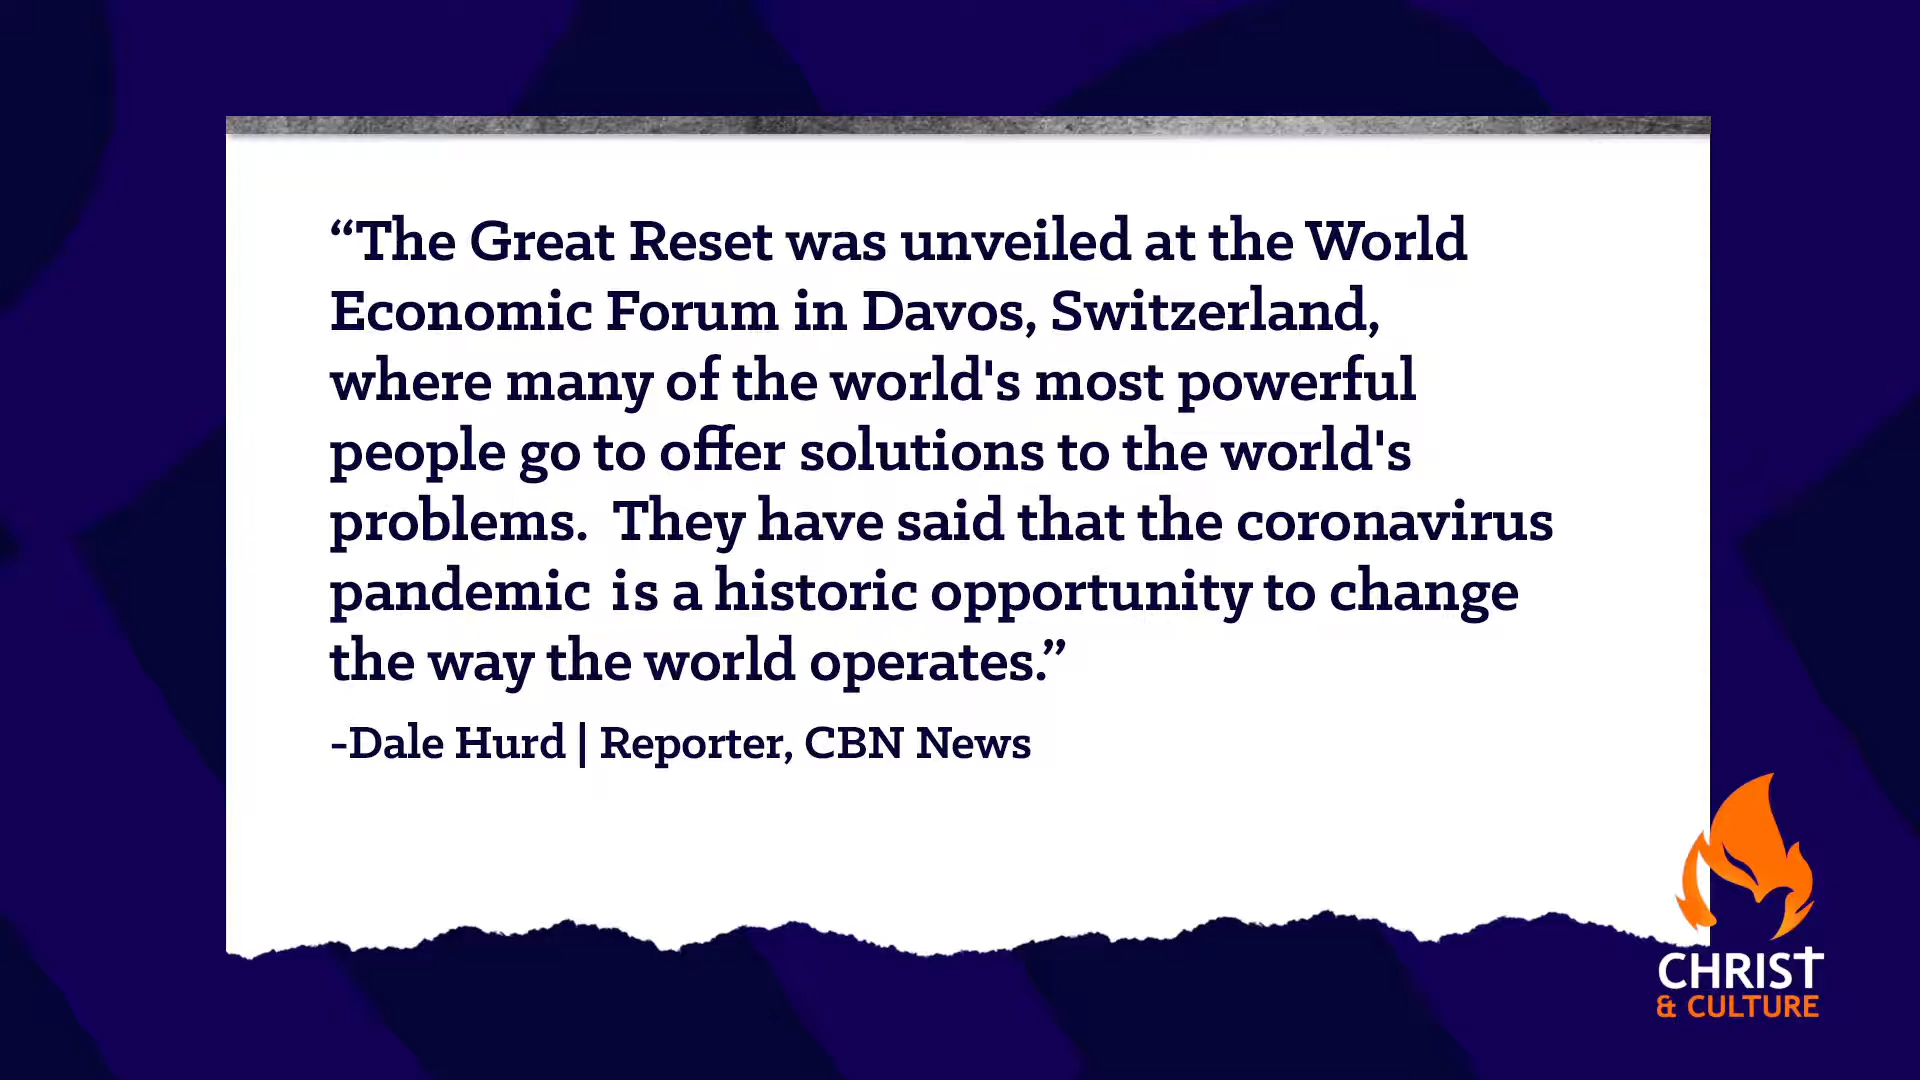 “The Great Reset was unveiled at the World
Economic Forum in Davos, Switzerland,
where many of the world's most powerful
people go to offer solutions to the world's
problems.  They have said that the coronavirus
pandemic  is a historic opportunity to change
the way the world operates.”
-Dale Hurd | Reporter, CBN News
CHRIST
& CULTURE